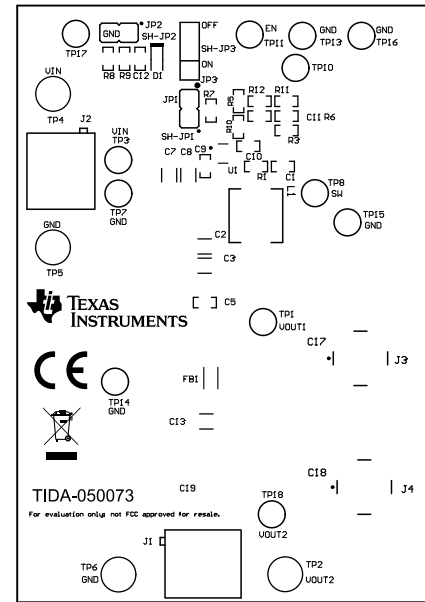 OFF
JP2
GND
SH-JP2
TP17
SH-JP3
EN
TP11
GND
TP13
GND
TP16
R8 R9 C12 D1
ON
JP3
TP10
VIN
TP4
J2
JP1
R7
R5
R12 R11
C11 R6
R10
R3
SH-JP1
VIN
TP3
C9
C10
C7 C8
U1
R1
C1
TP7
GND
L1
TP8
SW
TP15
GND
GND
TP5
C2
C3
TEXAS
INSTRUMENTS
C5
TP1
VOUT1
C17
J3
CE
FB1
TP14
GND
C13
C18
J4
C19
TIDA-050073
For evaluation only; not FCC approved for resale.
TP18
VOUT2
J1
TP6
GND
TP2
VOUT2